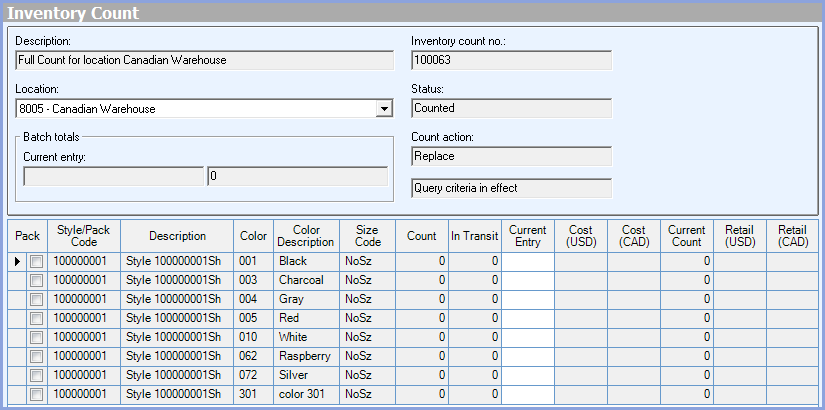 Inventory Count
Description:
Full Count for location Canadian Warehouse
Inventory count no.:
100063
Location:
8005 - Canadian Warehouse
Status:
Counted
Batch totals
Current entry:
0
Count action:
Replace
Query criteria in effect
Pack Style/Pack Code Description Color Color Description Size Code Count In Transit Current Entry Cost (USD) Cost (CAD) Current Count Retail (USD) Retail (CAD)
100000001 Style 100000001Sh 001 Black NoSz 0 0 0
100000001 Style 100000001Sh 003 Charcoal NoSz 0 0 0
100000001 Style 100000001Sh 004 Gray NoSz 0 0 0
100000001 Style 100000001Sh 005 Red NoSz 0 0 0
100000001 Style 100000001Sh 010 White NoSz 0 0 0
100000001 Style 100000001Sh 062 Raspberry NoSz 0 0 0
100000001 Style 100000001Sh 072 Silver NoSz 0 0 0
100000001 Style 100000001Sh 301 color 301 NoSz 0 0 0